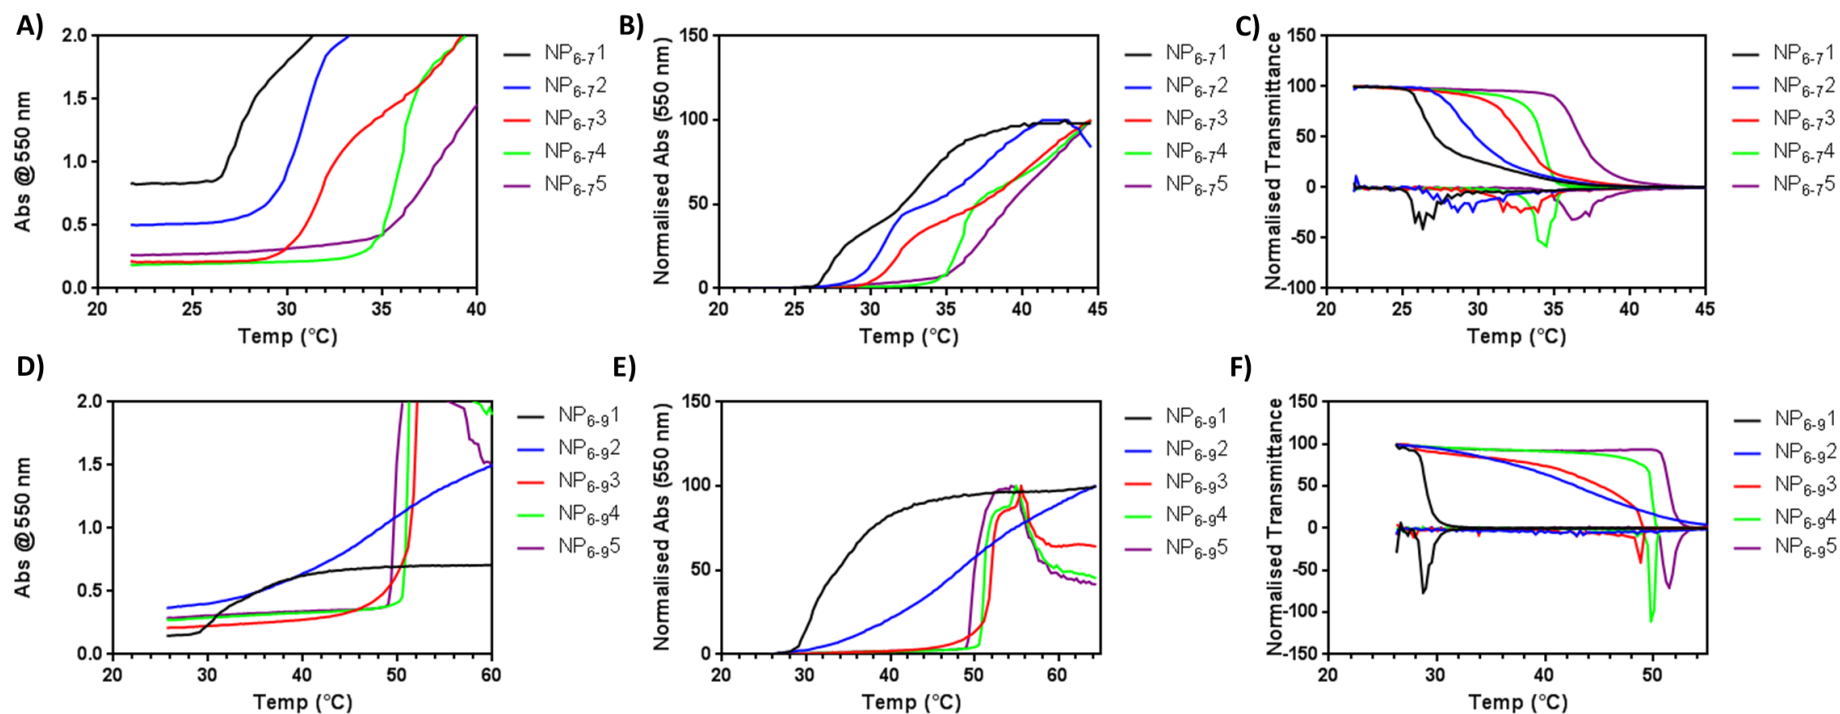 A)
Abs @550 nm
2.0
1.5
1.0
0.5
0.0
20 25 30 35 40
Temp (°C)
NP6-71
NP6-72
NP6-73
NP6-74
NP6-75
B)
Normalised Abs (550 nm)
150
100
50
0
20 25 30 35 40 45
Temp (°C)
NP6-71
NP6-72
NP6-73
NP6-74
NP6-75
C)
Normalised Transmittance
150
100
50
0
-50
-100
20 25 30 35 40 45
Temp (°C)
NP6-71
NP6-72
NP6-73
NP6-74
NP6-75
D)
Abs @550 nm
2.0
1.5
1.0
0.5
0.0
20 30 40 50 60
Temp (°C)
NP6-91
NP6-92
NP6-93
NP6-94
NP6-95
E)
Normalised Abs (550 nm)
150
100
50
0
20 30 40 50 60
Temp (°C)
NP6-91
NP6-92
NP6-93
NP6-94
NP6-95
F)
Normalised Transmittance
150
100
50
0
-50
-100
-150
20 30 40 50
Temp (°C)
NP6-91
NP6-92
NP6-93
NP6-94
NP6-95